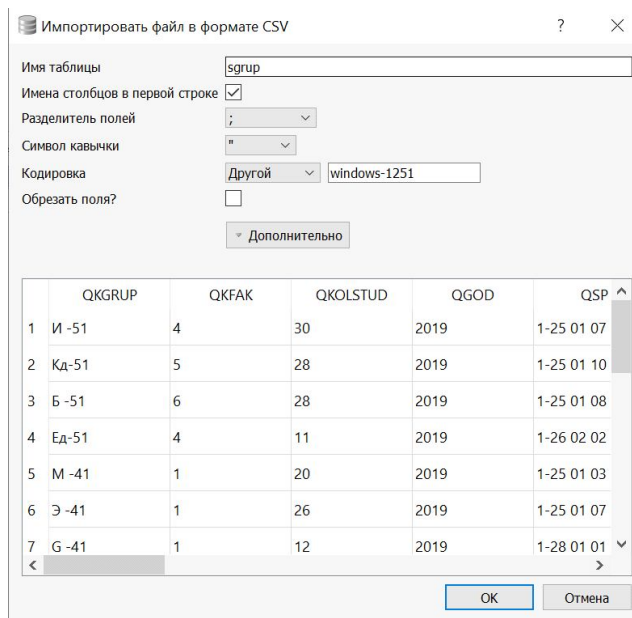 Импортировать файл в формате CSV ?
Имя таблицы sgrup
Имена столбцов в первой строке
Разделитель полей ;
Символ кавычки "
Кодировка Другой windows-1251
Обрезать поля?
Дополнительно
QKGRUP QKFAK QKOLSTUD QGOD QSP
1 И -51 4 30 2019 1-25 01 07
2 Кд-51 5 28 2019 1-25 01 10
3 Б -51 6 28 2019 1-25 01 08
4 Ед-51 4 11 2019 1-26 02 02
5 М -41 1 20 2019 1-25 01 03
6 Э -41 1 26 2019 1-25 01 07
7 G -41 1 12 2019 1-28 01 01
OK Отмена